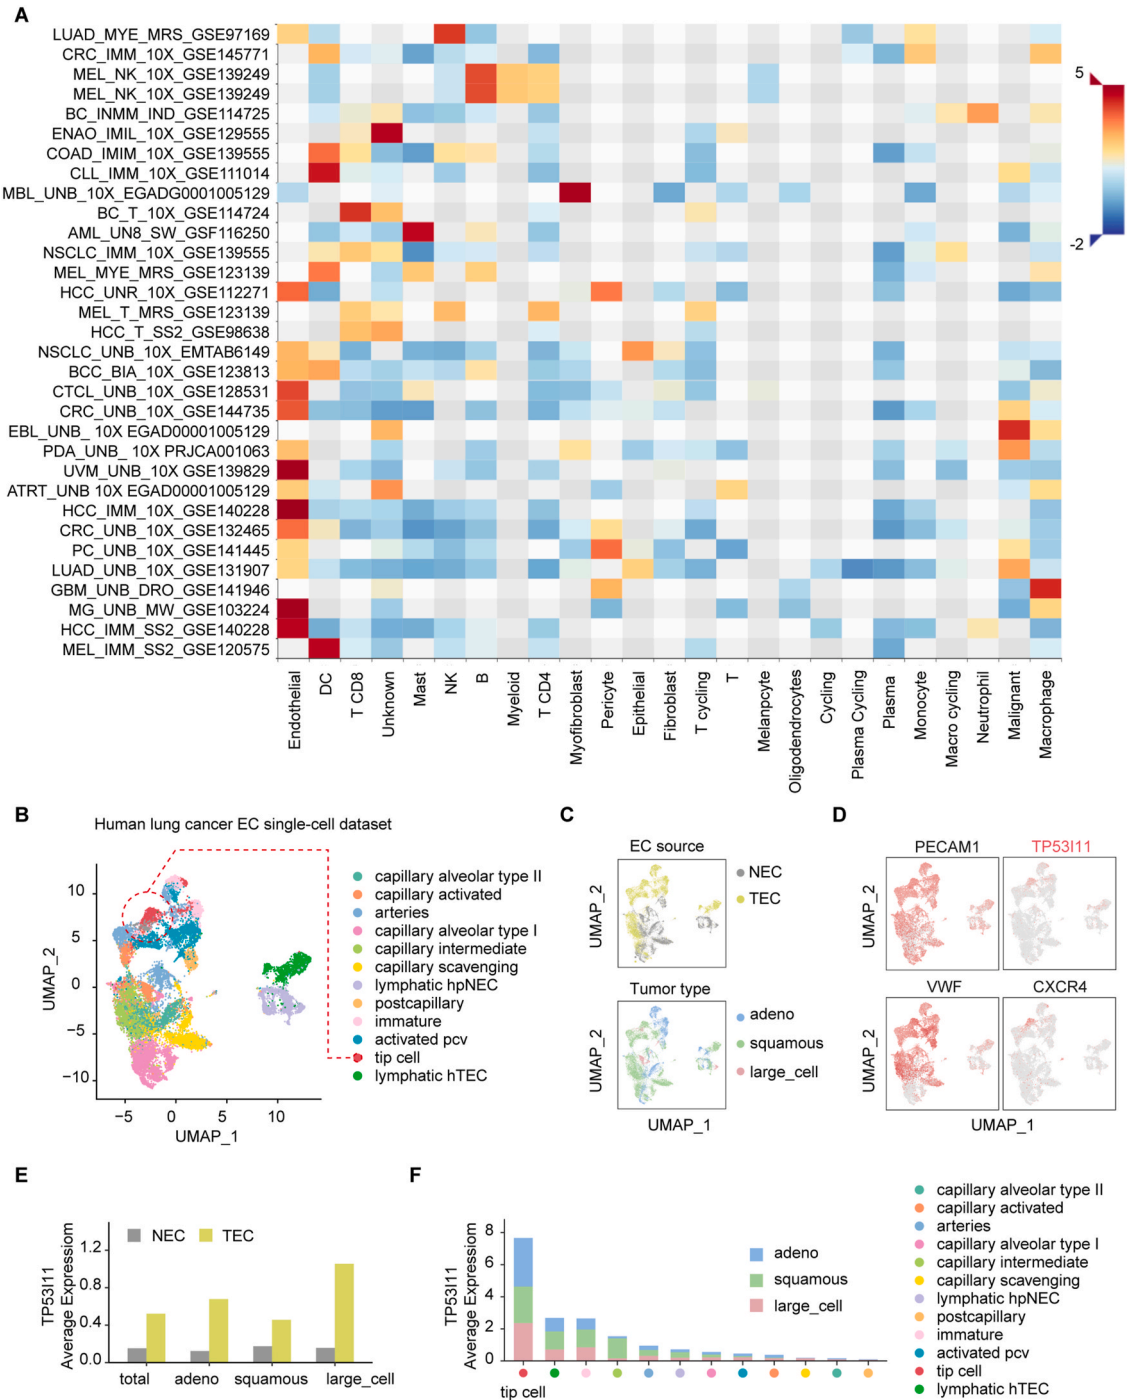 A
LUAD_MYE_MRS_GSE97169
CRC_IMM_10X_GSE145771
MEL_NK_10X_GSE139249
MEL_NK_10X_GSE139249
BC_INMM_IND_GSE114725
ENAO_IMIL_10X_GSE129555
COAD_IMIM_10X_GSE139555
CLL_IMM_10X_GSE111014
MBL_UNB_10X_EGADG0001005129
BC_T_10X_GSE114724
AML_UN8_SW_GSF116250
NSCLC_IMM_10X_GSE139555
MEL_MYE_MRS_GSE123139
HCC_UNR_10X_GSE112271
MEL_T_MRS_GSE123139
HCC_T_SS2_GSE98638
NSCLC_UNB_10X_EMTAB6149
BCC_BIA_10X_GSE123813
CTCL_UNB_10X_GSE128531
CRC_UNB_10X_GSE144735
EBL_UNB_ 10X EGAD00001005129
PDA_UNB_ 10X PRJCA001063
UVM_UNB_10X GSE139829
ATRT_UNB 10X EGAD00001005129
HCC_IMM_10X_GSE140228
CRC_UNB_10X_GSE132465
PC_UNB_10X_GSE141445
LUAD_UNB_10X_GSE131907
GBM_UNB_DRO_GSE141946
MG_UNB_MW_GSE103224
HCC_IMM_SS2_GSE140228
MEL_IMM_SS2_GSE120575
5
-2
Endothelial
DC
T CD8
Unknown
Mast
NK
B
Myeloid
T CD4
Myofibroblast
Pericyte
Epithelial
Fibroblast
T cycling
T
Melanpcyte
Oligodendrocytes
Cycling
Plasma Cycling
Plasma
Monocyte
Macro cycling
Neutrophil
Malignant
Macrophage
B
Human lung cancer EC single-cell dataset
UMAP_2
10
5
0
−5
−10
−5
0
5
10
UMAP_1
capillary alveolar type II
capillary activated
arteries
capillary alveolar type I
capillary intermediate
capillary scavenging
lymphatic hpNEC
postcapillary
immature
activated pcv
tip cell
lymphatic hTEC
C
EC source
UMAP_2
NEC
TEC
Tumor type
UMAP_2
adeno
squamous
large_cell
UMAP_1
D
PECAM1
TP53I11
UMAP_2
VWF
CXCR4
UMAP_2
UMAP_1
E
TP53I11
Average Expressiom
NEC
TEC
1.2
0.8
0.4
0.0
total
adeno
squamous
large_cell
F
TP53I11
Average Expressiom
8
6
4
2
0
adeno
squamous
large_cell
tip cell
capillary alveolar type II
capillary activated
arteries
capillary alveolar type I
capillary intermediate
capillary scavenging
lymphatic hpNEC
postcapillary
immature
activated pcv
tip cell
lymphatic hTEC